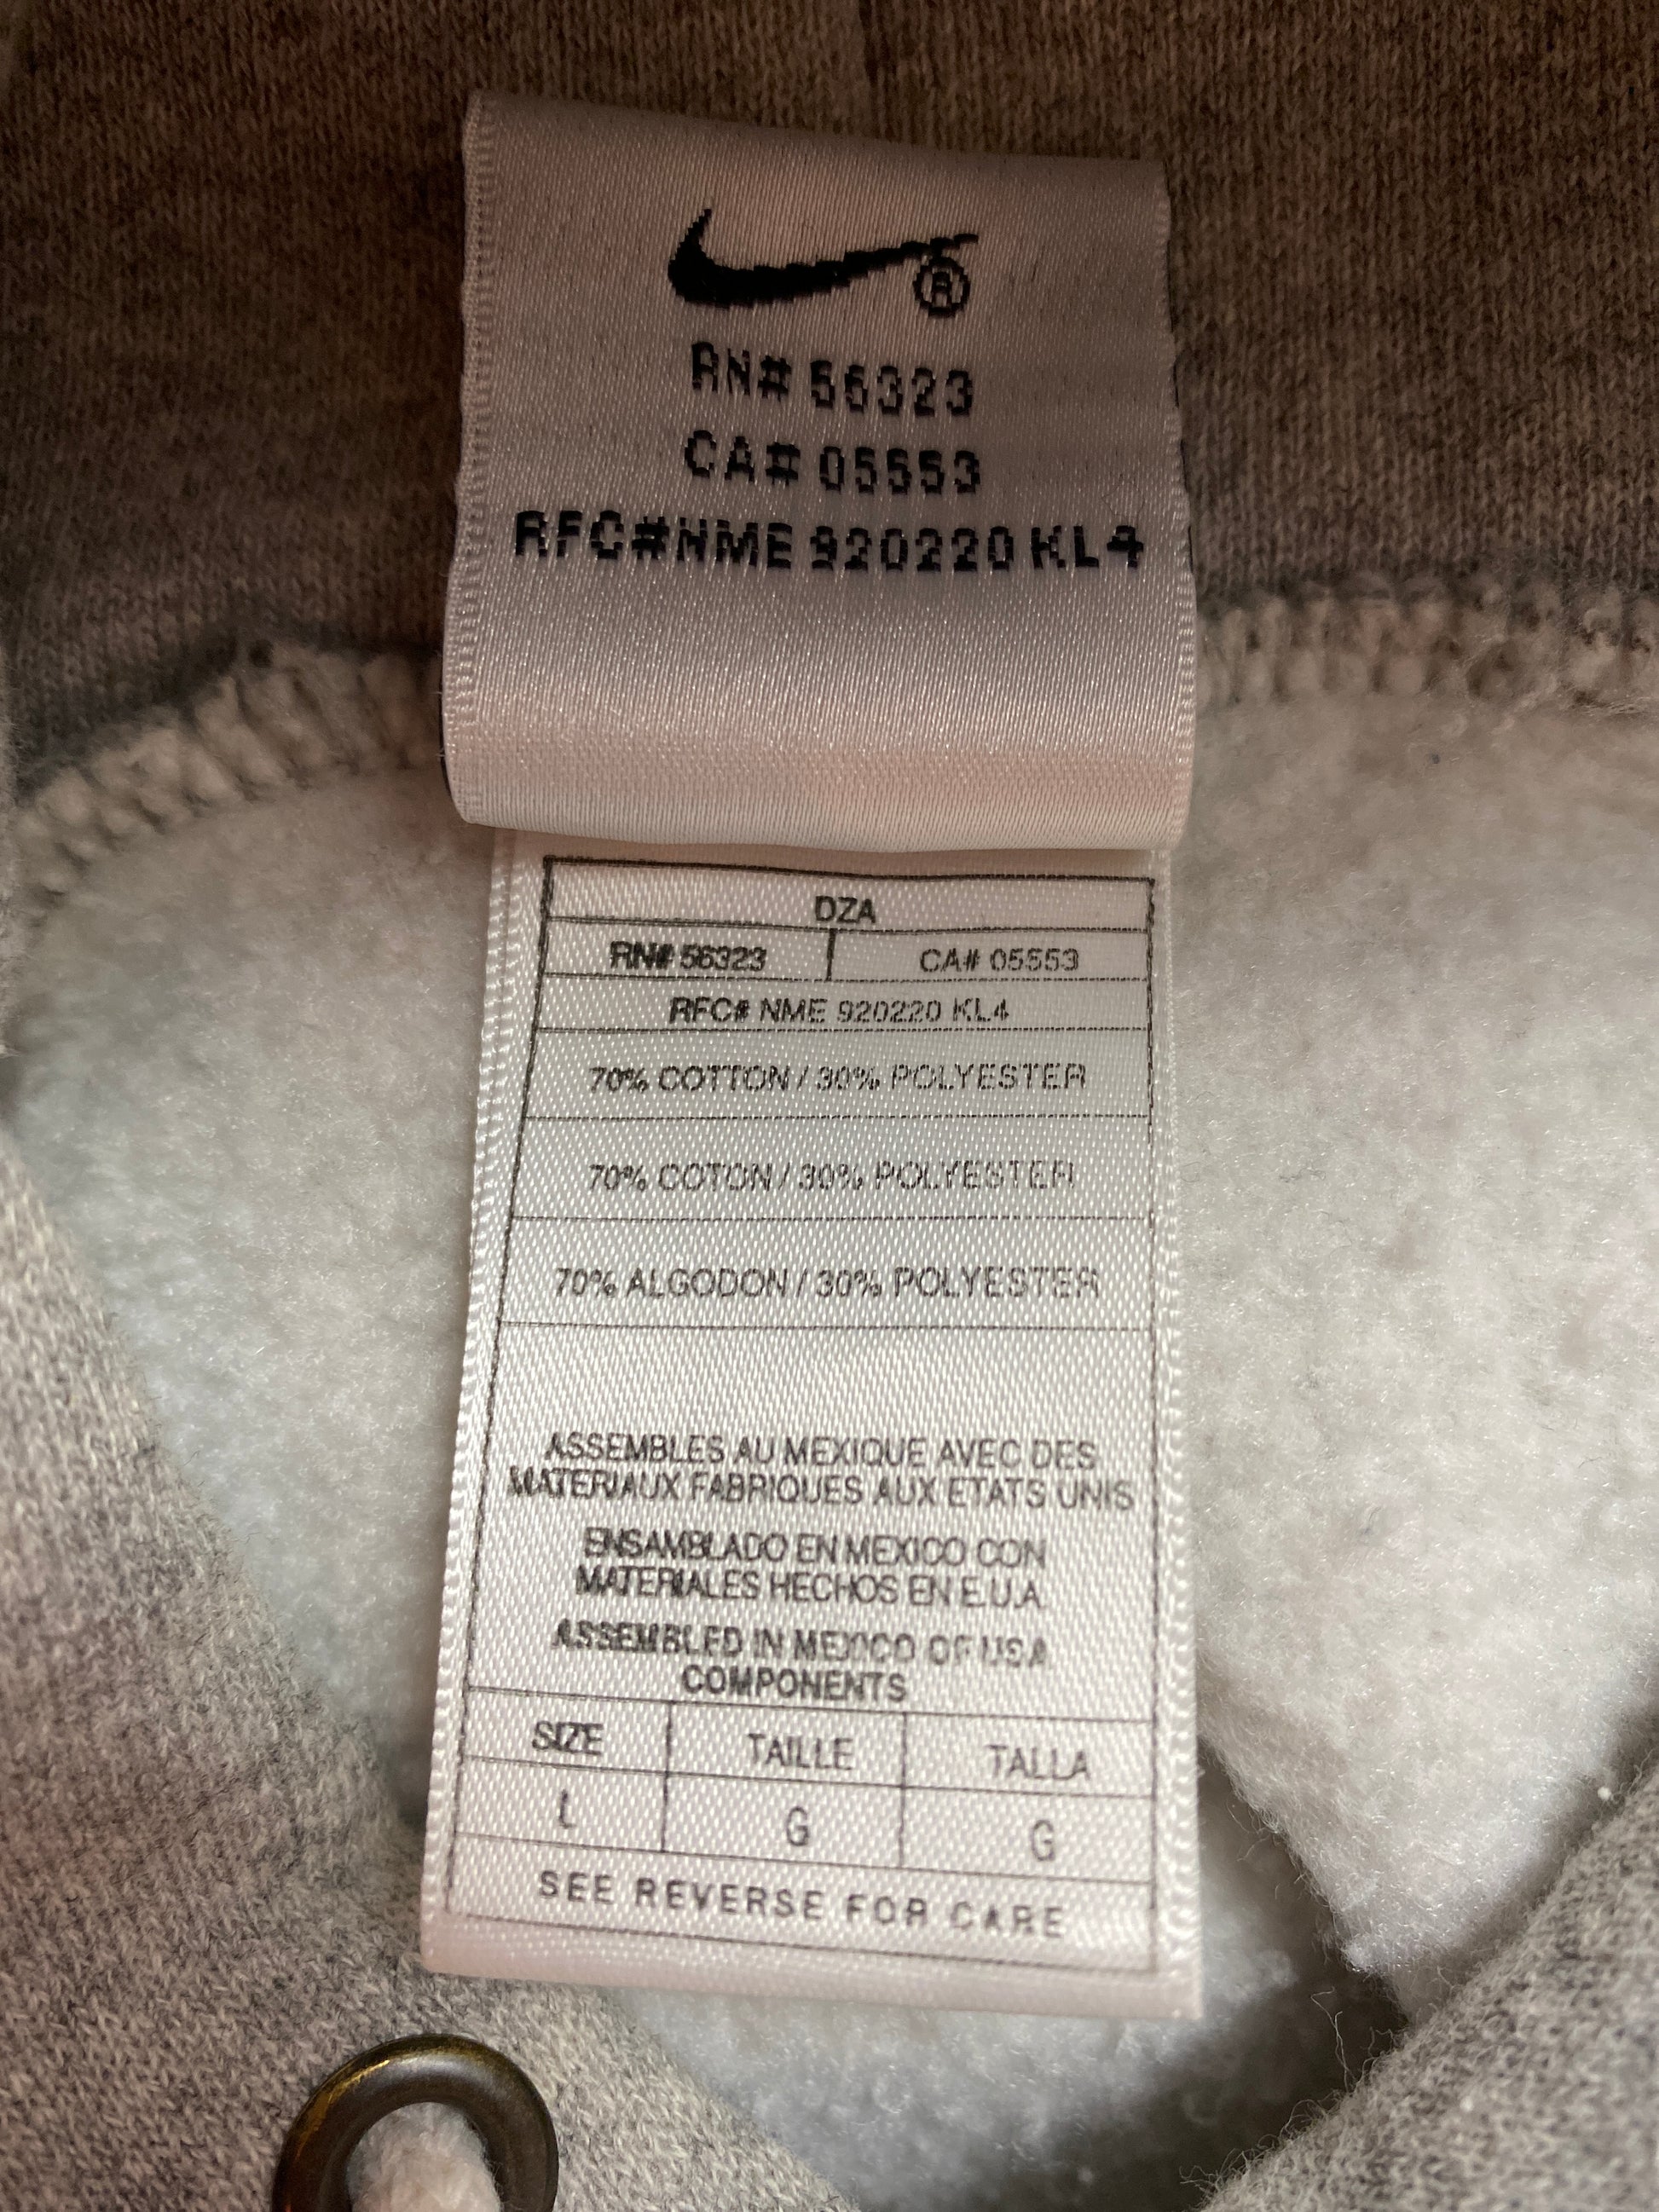 ®
RN# 56323
CA# 05553
RFC#NME 920220 KL4
DZA
RN# 56323 CA# 05553
RFC# NME 920220 KL4
70% COTTON / 30% POLYESTER
70% COTON / 30% POLYESTER
70% ALGODON / 30% POLYESTER
ASSEMBLES AU MEXIQUE AVEC DES
MATERIAUX FABRIQUES AUX ETATS UNIS
ENSAMBLADO EN MEXICO CON
MATERIALES HECHOS EN E.U.A.
ASSEMBLED IN MEXICO OF USA
COMPONENTS
SIZE TAILLE TALLA
L G G
SEE REVERSE FOR CARE